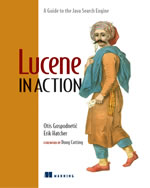 A Guide to the Java Search Engine
Lucene
IN ACTION
Otis Gospodnetić
Erik Hatcher
FOREWORD BY Doug Cutting
MANNING